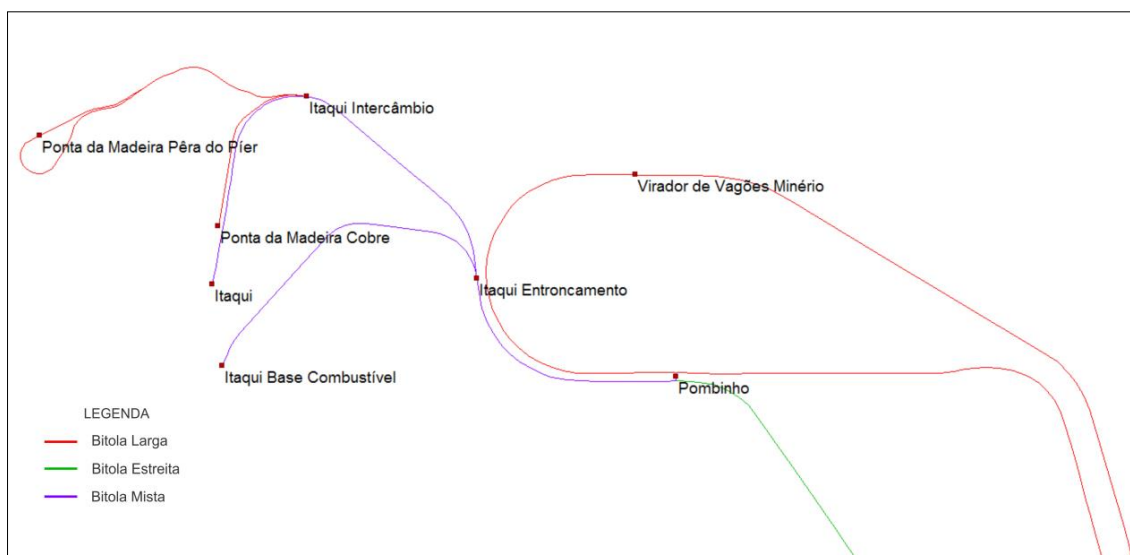 Itaqui Intercâmbio
Ponta da Madeira Pêra do Píer
Virador de Vagões Minério
Ponta da Madeira Cobre
Itaqui
Itaqui Entroncamento
Itaqui Base Combustível
Pombinho
LEGENDA
Bitola Larga
Bitola Estreita
Bitola Mista